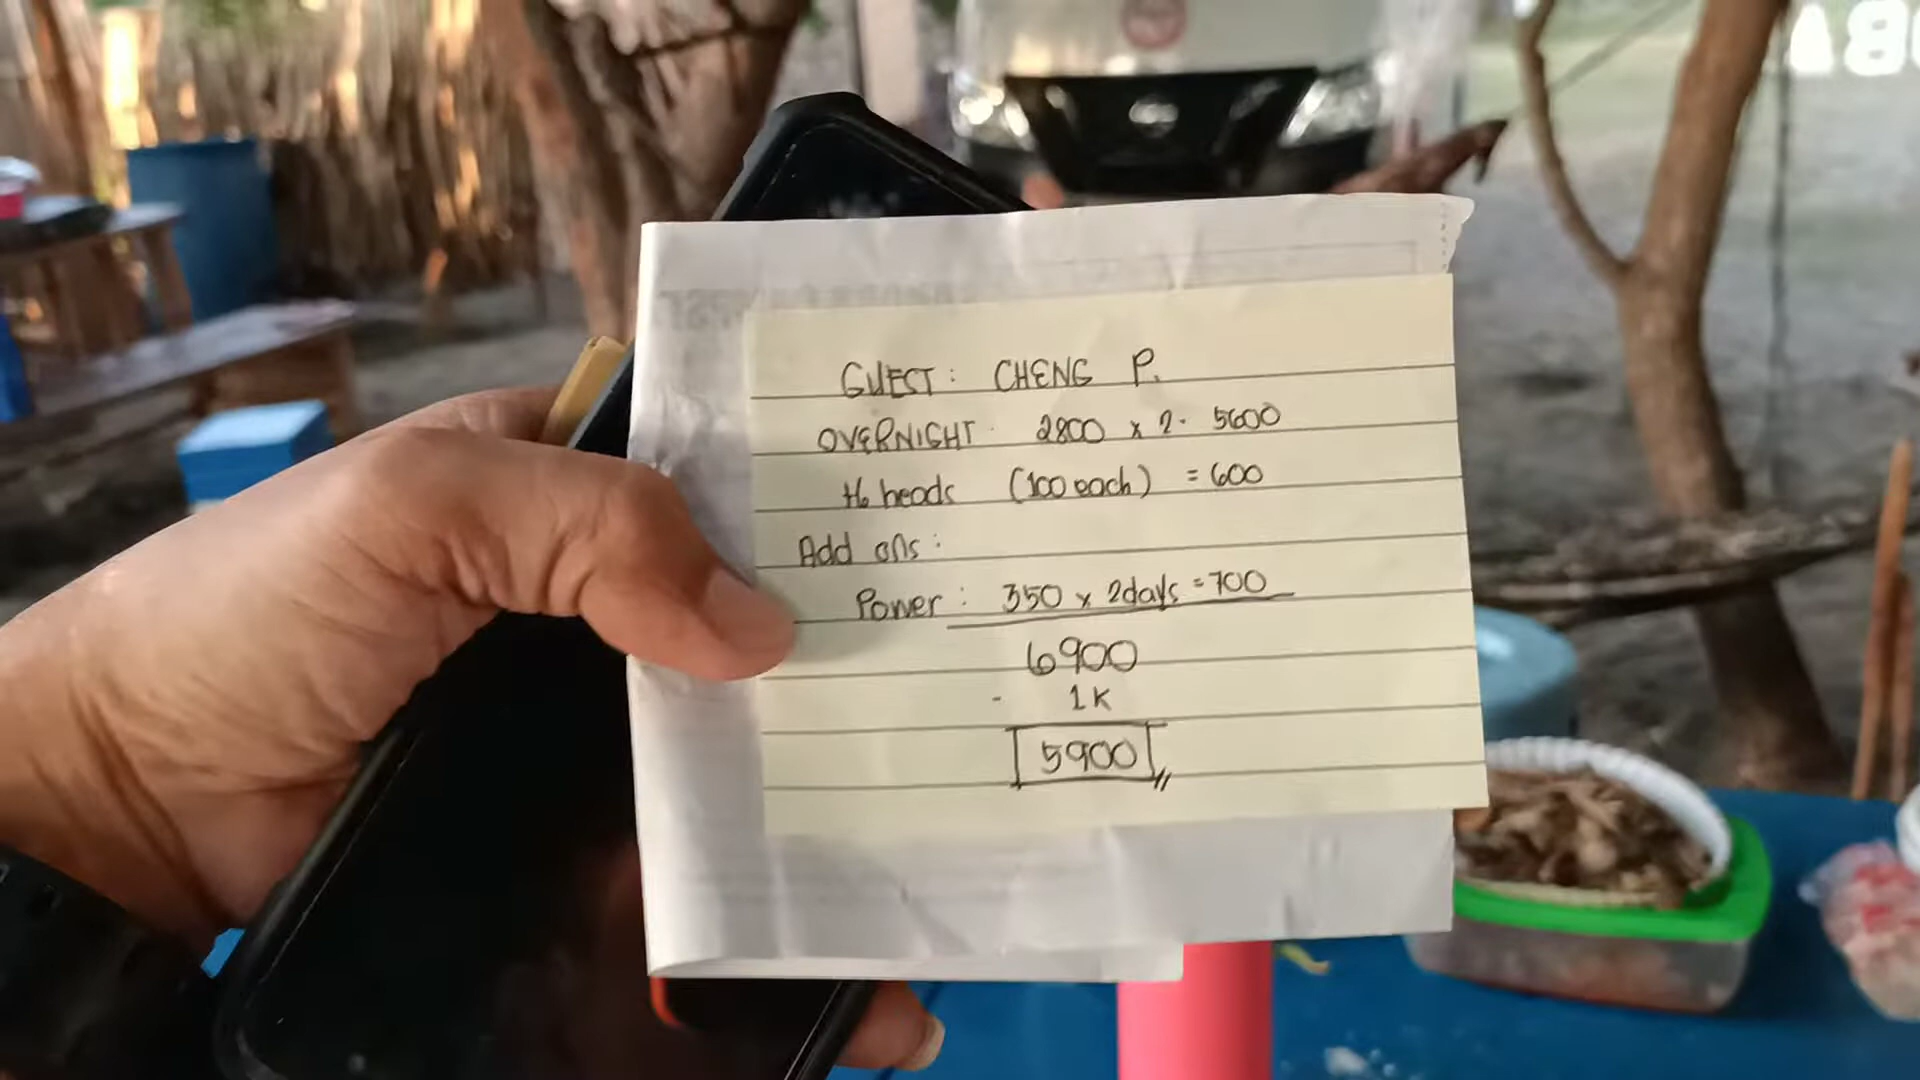 GUEST: CHENG P.
OVERNIGHT 2800 x 2. 5600
+6 heads (100 each) = 600
Add ons:
Power: 350 x 2days = 700
6900
- 1K
5900